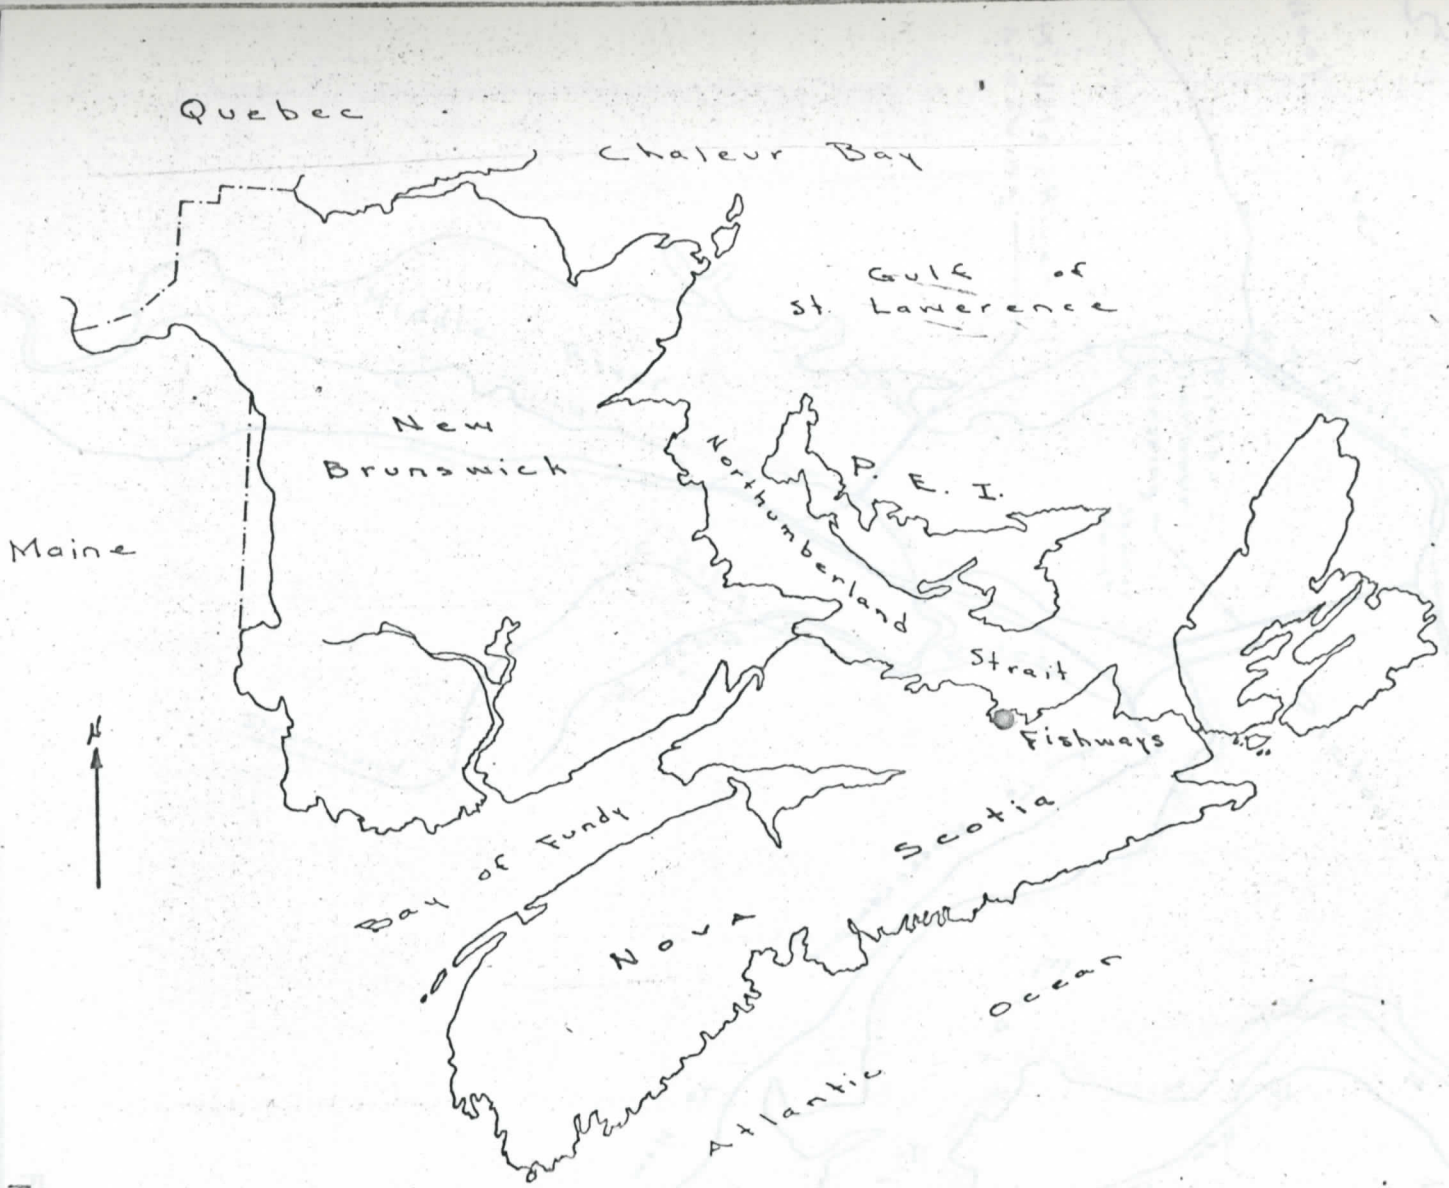 Quebec
Chaleur Bay
Gulf of
St. Lawerence
New
Brunswick
P. E. I.
Northumberland
Strait
Maine
N
Fishways
Bay of Fundy
Nova Scotia
Atlantic Ocean